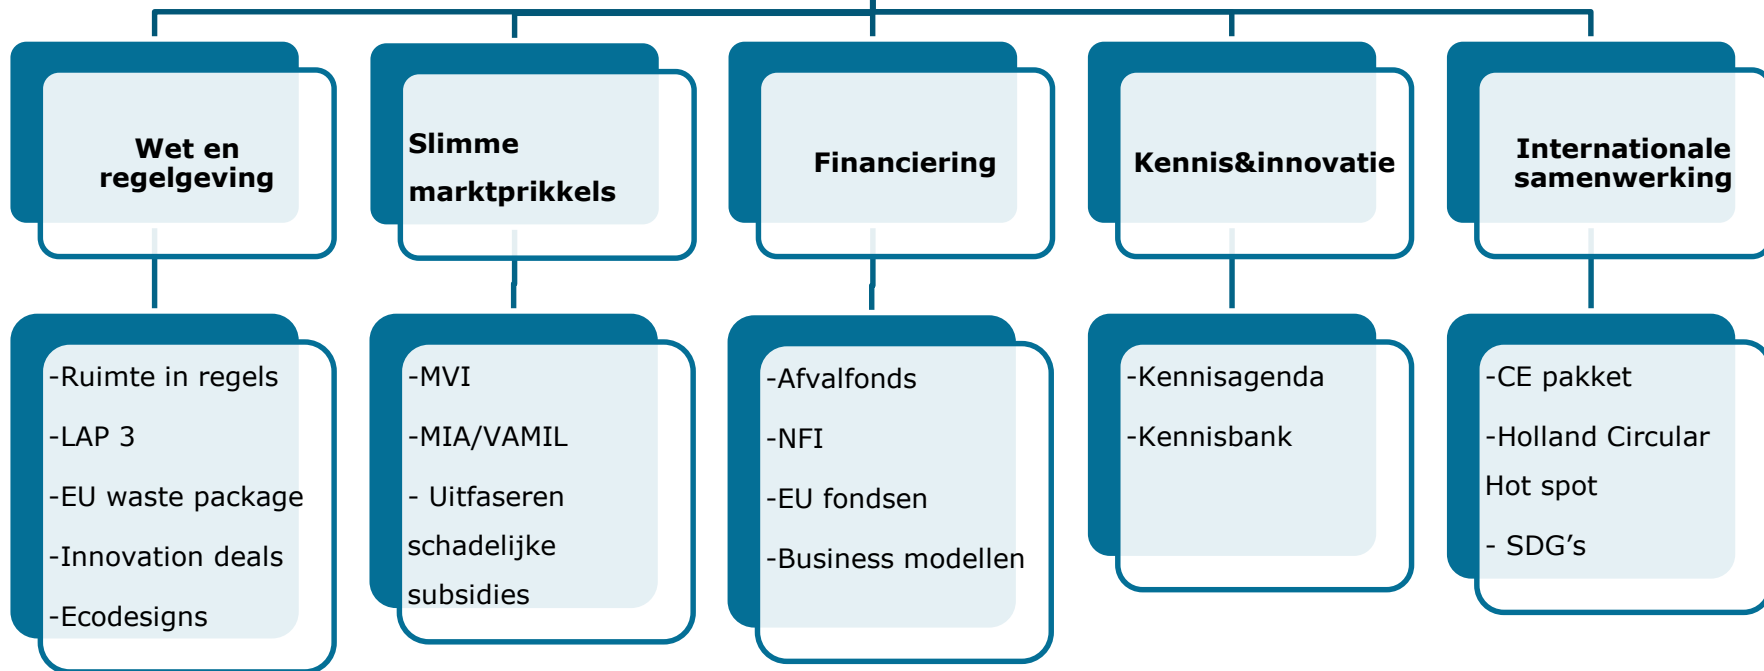 Wet en
regelgeving
-Ruimte in regels
-LAP 3
-EU waste package
-Innovation deals
-Ecodesigns
Slimme
marktprikkels
-MVI
-MIA/VAMIL
- Uitfaseren
schadelijke
subsidies
Financiering
-Afvalfonds
-NFI
-EU fondsen
-Business modellen
Kennis&innovatie
-Kennisagenda
-Kennisbank
Internationale
samenwerking
-CE pakket
-Holland Circular
Hot spot
- SDG’s